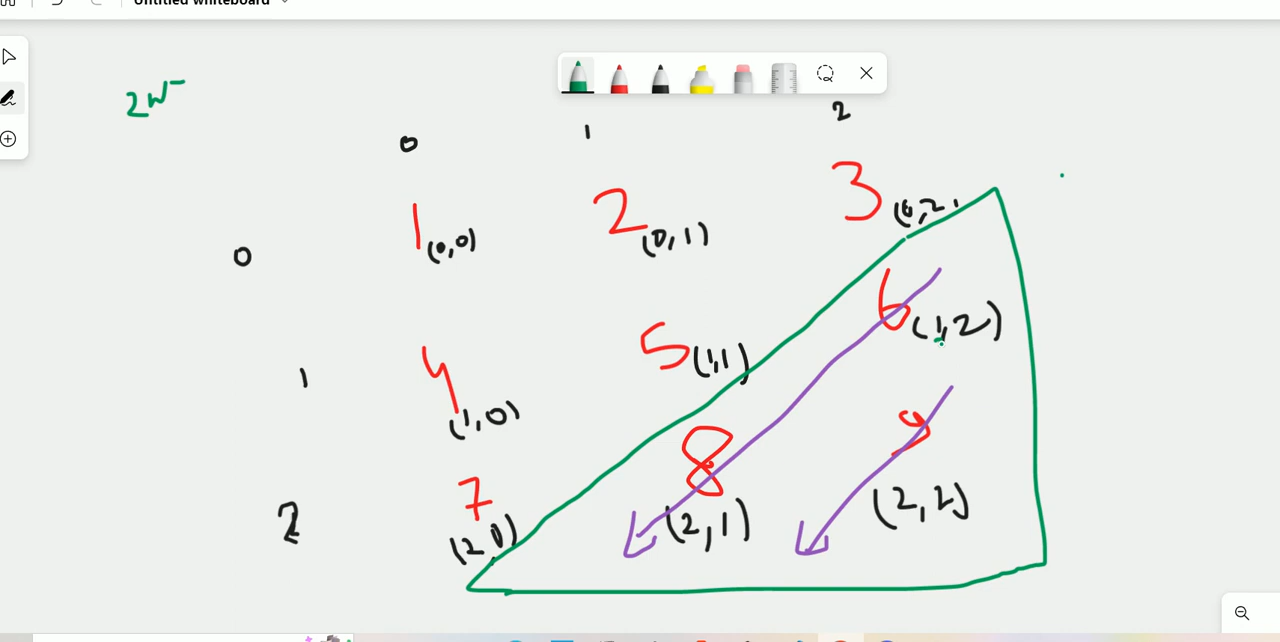 Untitled whiteboard
0 1 2
0 1 (0,0) 2 (0,1) 3 (0,2
1 4 (1,0) 5 (1,1) 6 (1,2)
2 7 (2,0) 8 (2,1) 9 (2,2)